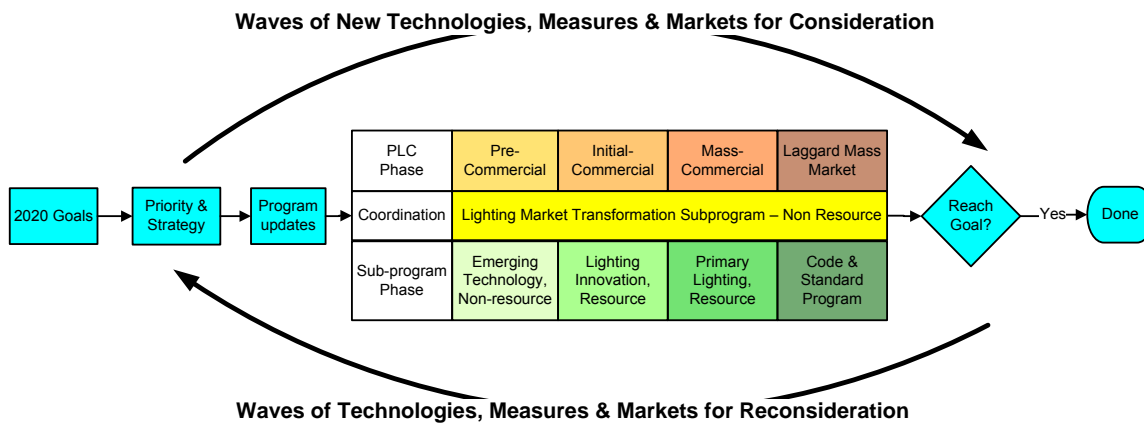 Waves of New Technologies, Measures & Markets for Consideration
PLC
Phase
Pre-
Commercial
Initial-
Commercial
Mass-
Commercial
Laggard Mass
Market
2020 Goals
Priority &
Strategy
Program
updates
Coordination
Lighting Market Transformation Subprogram – Non Resource
Reach
Goal?
Yes
Done
Sub-program
Phase
Emerging
Technology,
Non-resource
Lighting
Innovation,
Resource
Primary
Lighting,
Resource
Code &
Standard
Program
Waves of Technologies, Measures & Markets for Reconsideration